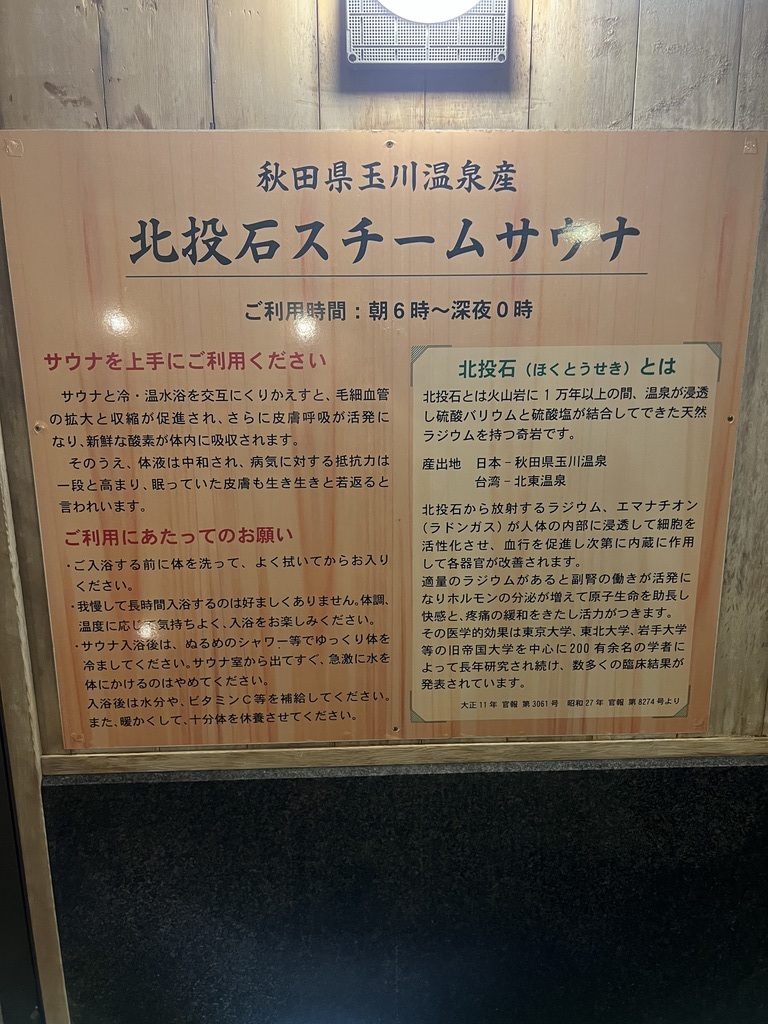 秋田県玉川温泉産
北投石スチームサウナ
ご利用時間：朝６時～深夜０時
サウナを上手にご利用ください
サウナと冷・温水浴を交互にくりかえすと、毛細血管
の拡大と収縮が促進され、さらに皮膚呼吸が活発に
なり、新鮮な酸素が体内に吸収されます。
そのうえ、体液は中和され、病気に対する抵抗力は
一段と高まり、眠っていた皮膚も生き生きと若返ると
言われいます。
ご利用にあたってのお願い
・ご入浴する前に体を洗って、よく拭いてからお入り
ください。
・我慢して長時間入浴するのは好ましくありません。体調、
温度に応じて気持ちよく、入浴をお楽しみください。
・サウナ入浴後は、ぬるめのシャワー等でゆっくり体を
冷ましてください。サウナ室から出てすぐ、急激に水を
体にかけるのはやめてください。
入浴後は水分や、ビタミンＣ等を補給してください。
また、暖かくして、十分体を休養させてください。
北投石（ほくとうせき）とは
北投石とは火山岩に１万年以上の間、温泉が浸透
し硫酸バリウムと硫酸塩が結合してできた天然
ラジウムを持つ奇岩です。
産出地　日本－秋田県玉川温泉
台湾－北東温泉
北投石から放射するラジウム、エマナチオン
（ラドンガス）が人体の内部に浸透して細胞を
活性化させ、血行を促進し次第に内蔵に作用
して各器官が改善されます。
適量のラジウムがあると副腎の働きが活発に
なりホルモンの分泌が増えて原子生命を助長し
快感と、疼痛の緩和をきたし活力がつきます。
その医学的効果は東京大学、東北大学、岩手大学
等の旧帝国大学を中心に200有余名の学者に
よって長年研究され続け、数多くの臨床結果が
発表されています。
大正11年 官報 第3061号　昭和27年 官報 第8274号より